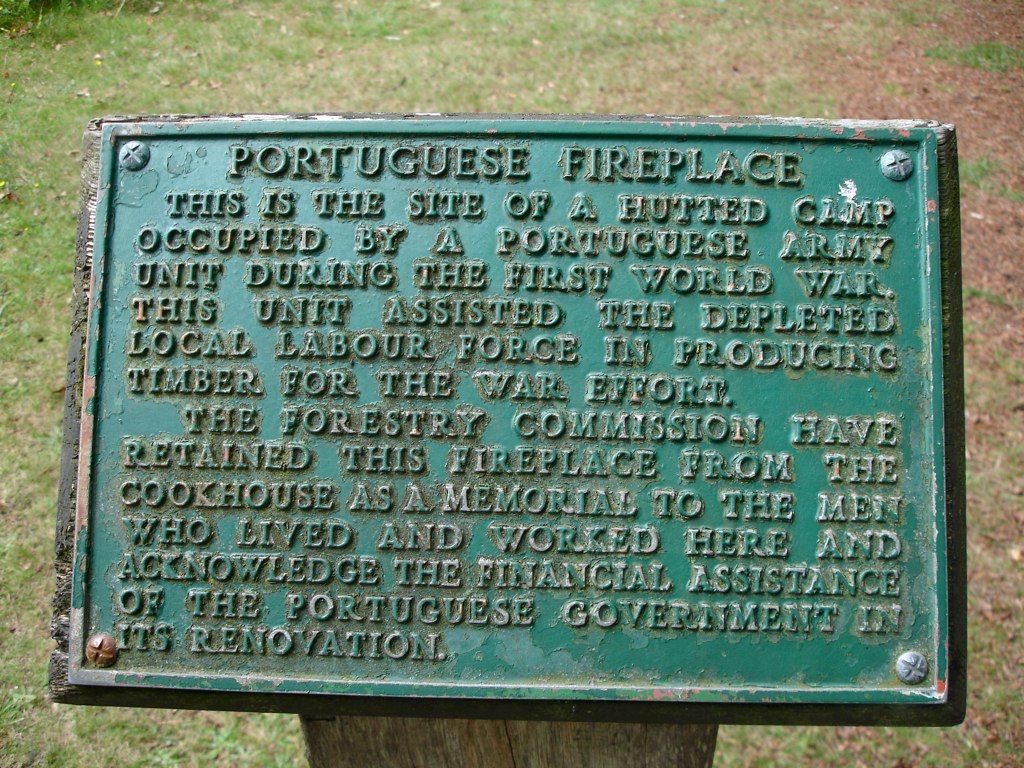 PORTUGUESE FIREPLACE
THIS IS THE SITE OF A HUTTED CAMP
OCCUPIED BY A PORTUGUESE ARMY
UNIT DURING THE FIRST WORLD WAR.
THIS UNIT ASSISTED THE DEPLETED
LOCAL LABOUR FORCE IN PRODUCING
TIMBER FOR THE WAR EFFORT.
THE FORESTRY COMMISSION HAVE
RETAINED THIS FIREPLACE FROM THE
COOKHOUSE AS A MEMORIAL TO THE MEN
WHO LIVED AND WORKED HERE AND
ACKNOWLEDGE THE FINANCIAL ASSISTANCE
OF THE PORTUGUESE GOVERNMENT IN
ITS RENOVATION.